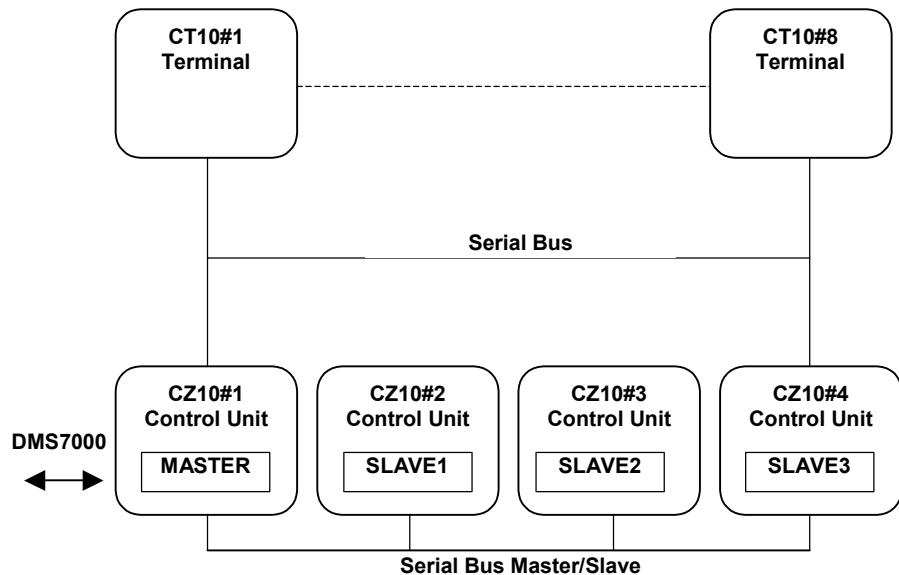 CT10#1
Terminal
CT10#8
Terminal
Serial Bus
CZ10#1
Control Unit
MASTER
CZ10#2
Control Unit
SLAVE1
CZ10#3
Control Unit
SLAVE2
CZ10#4
Control Unit
SLAVE3
DMS7000
Serial Bus Master/Slave